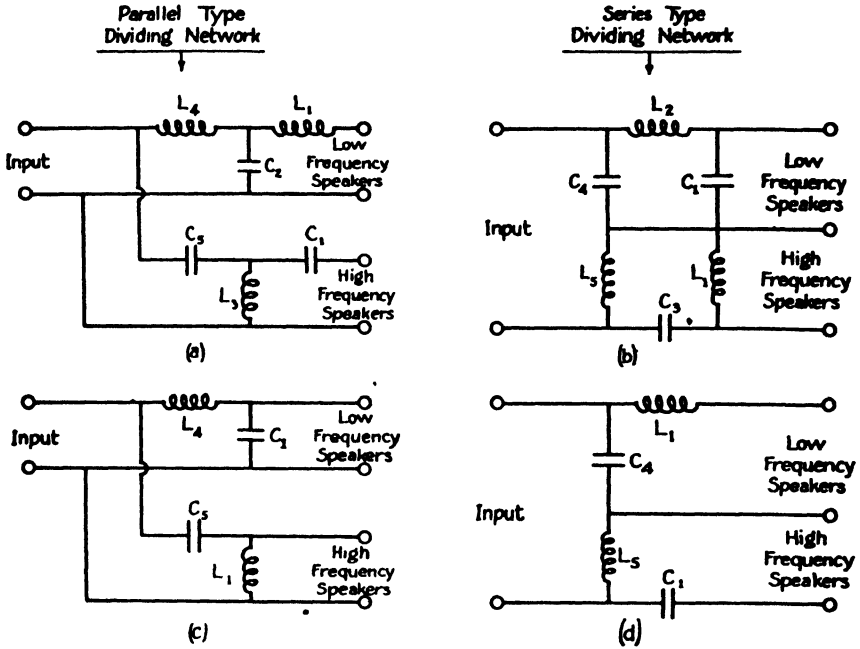 Parallel Type
Dividing Network
Series Type
Dividing Network
L4
L1
Input
C2
Low
Frequency
Speakers
C5
C1
L3
High
Frequency
Speakers
(a)
L2
C4
C1
Low
Frequency
Speakers
Input
L5
L1
High
Frequency
Speakers
C3
(b)
L4
Input
C1
Low
Frequency
Speakers
C5
L1
High
Frequency
Speakers
(c)
L1
C4
Low
Frequency
Speakers
Input
L5
High
Frequency
Speakers
C1
(d)